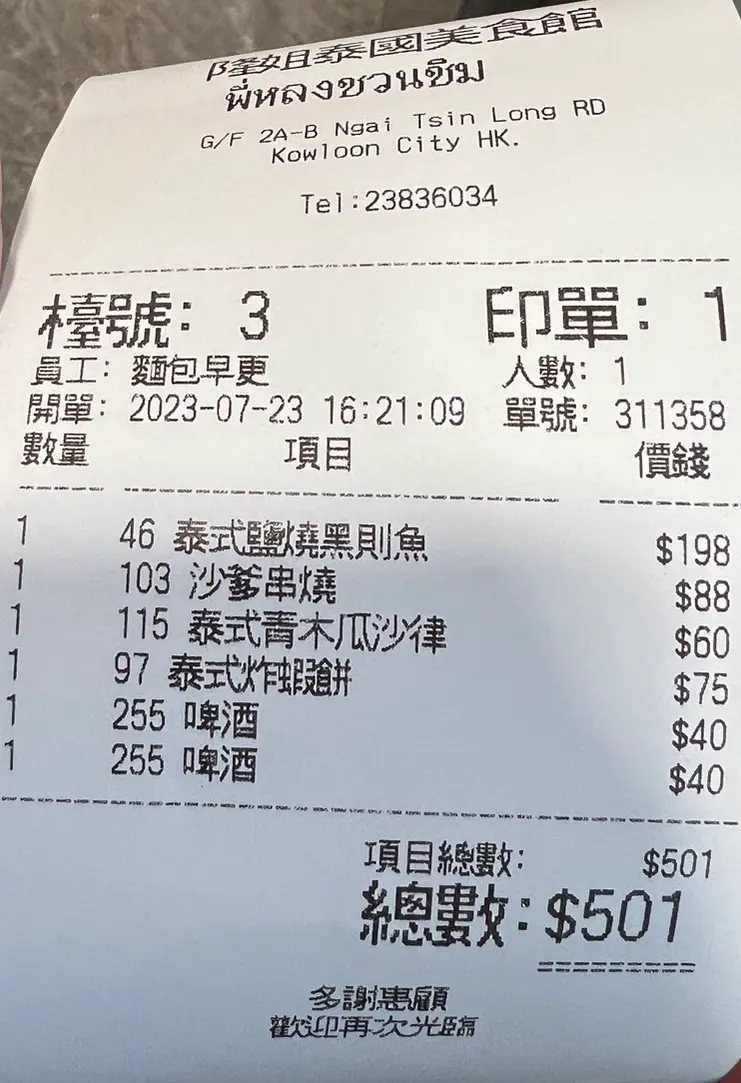 隆姐泰國美食館
พี่หลงชวนชิม
G/F 2A-B Ngai Tsin Long RD
Kowloon City HK.
Tel:23836034
檯號: 3 印單: 1
員工: 麵包早更 人數: 1
開單: 2023-07-23 16:21:09 單號: 311358
數量 項目 價錢
1 46 泰式鹽燒黑則魚 $198
1 103 沙爹串燒 $88
1 115 泰式青木瓜沙律 $60
1 97 泰式炸蝦餅 $75
1 255 啤酒 $40
1 255 啤酒 $40
項目總數: $501
總數: $501
多謝惠顧
歡迎再次光臨